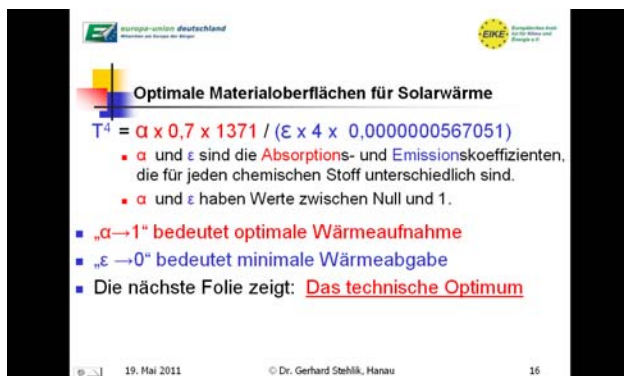 europa-union deutschland
EIKE
Optimale Materialoberflächen für Solarwärme
T⁴ = α x 0,7 x 1371 / (ε x 4 x 0,0000000567051)
α und ε sind die Absorptions- und Emissionskoeffizienten,
die für jeden chemischen Stoff unterschiedlich sind.
α und ε haben Werte zwischen Null und 1.
„α→1“ bedeutet optimale Wärmeaufnahme
„ε →0“ bedeutet minimale Wärmeabgabe
Die nächste Folie zeigt: Das technische Optimum
19. Mai 2011
© Dr. Gerhard Stehlik, Hanau
16